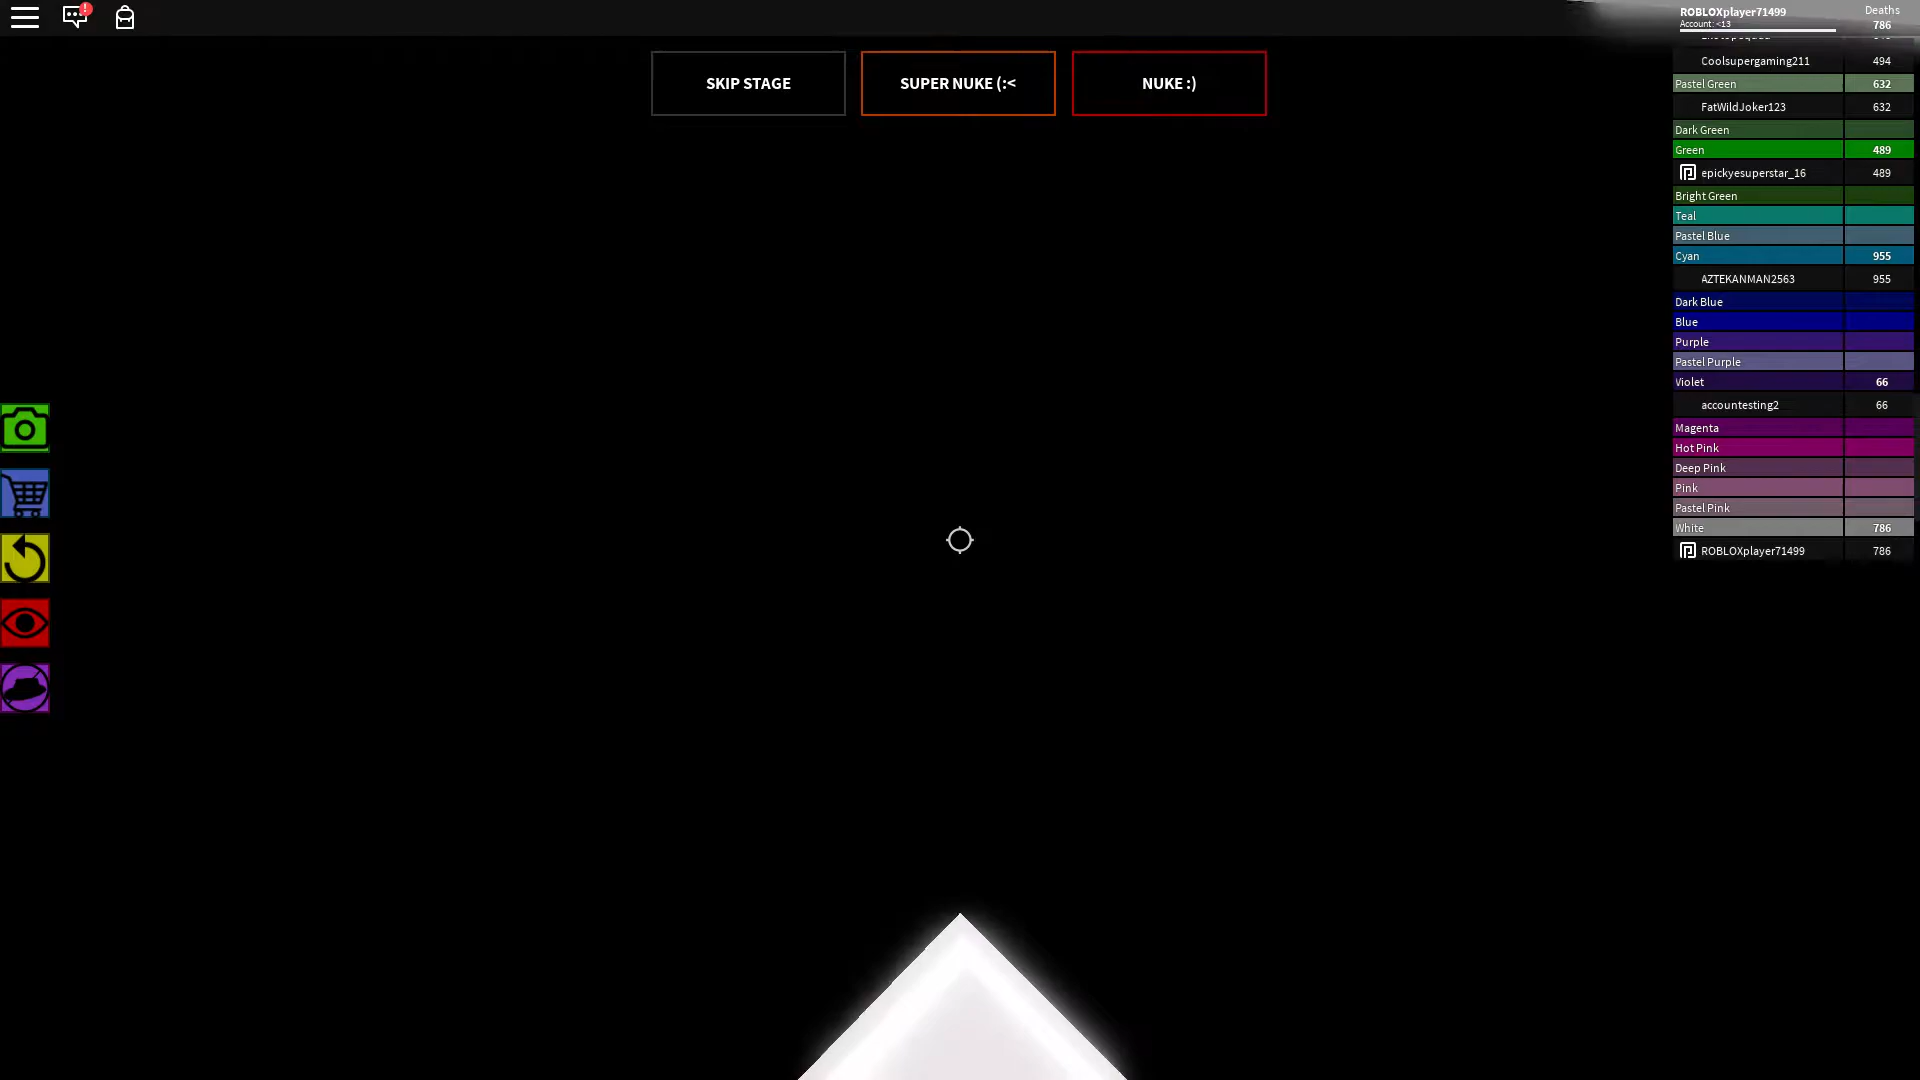 ROBLOXplayer71499
Account: <13
Deaths
786
SKIP STAGE
SUPER NUKE (:<
NUKE :)
Coolsupergaming211 494
Pastel Green 632
FatWildJoker123 632
Dark Green
Green 489
epickyesuperstar_16 489
Bright Green
Teal
Pastel Blue
Cyan 955
AZTEKANMAN2563 955
Dark Blue
Blue
Purple
Pastel Purple
Violet 66
accountesting2 66
Magenta
Hot Pink
Deep Pink
Pink
Pastel Pink
White 786
ROBLOXplayer71499 786